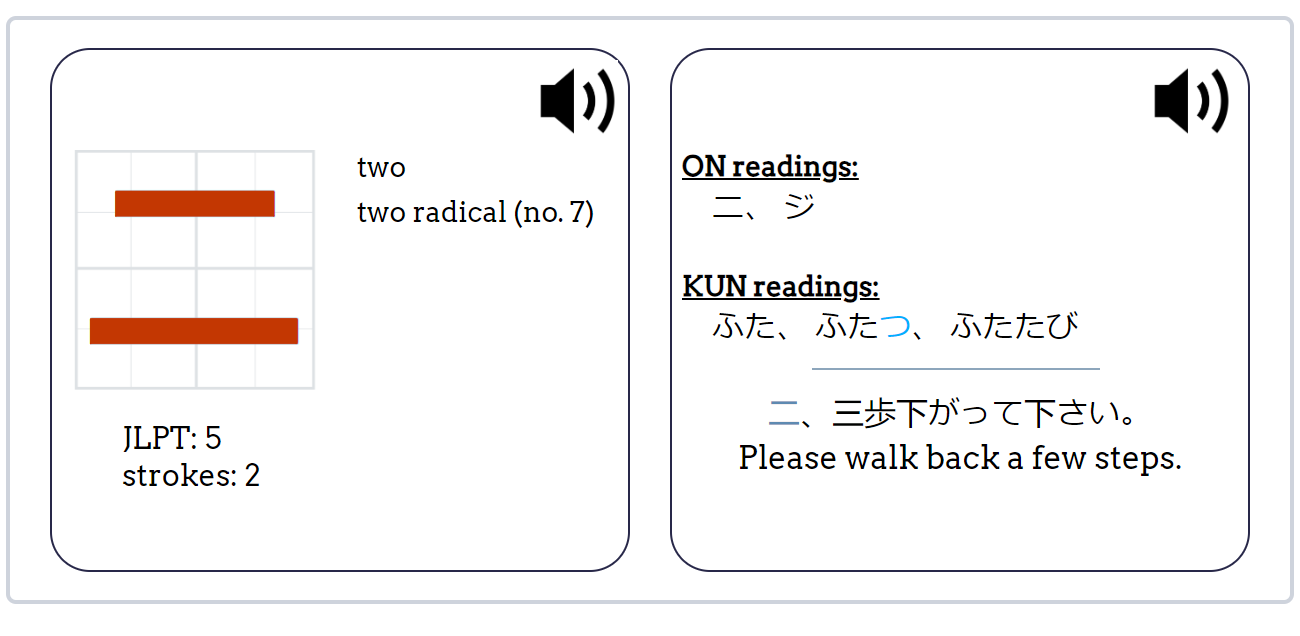 二
two
two radical (no. 7)
JLPT: 5
strokes: 2
ON readings:
ニ、 ジ
KUN readings:
ふた、 ふたつ、 ふたたび
二、三歩下がって下さい。
Please walk back a few steps.